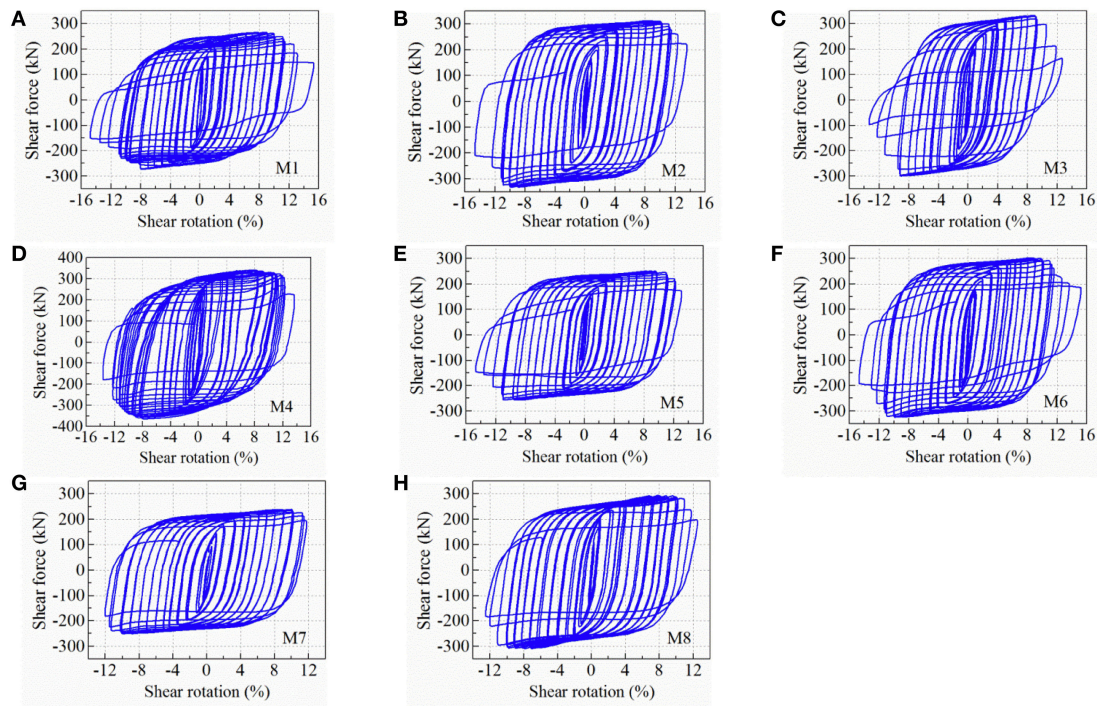 A
Shear force (kN)
300
200
100
0
-100
-200
-300
M1
-16 -12 -8 -4 0 4 8 12 16
Shear rotation (%)
B
Shear force (kN)
300
200
100
0
-100
-200
-300
M2
-16 -12 -8 -4 0 4 8 12 16
Shear rotation (%)
C
Shear force (kN)
300
200
100
0
-100
-200
-300
M3
-16 -12 -8 -4 0 4 8 12 16
Shear rotation (%)
D
Shear force (kN)
400
300
200
100
0
-100
-200
-300
-400
M4
-16 -12 -8 -4 0 4 8 12 16
Shear rotation (%)
E
Shear force (kN)
300
200
100
0
-100
-200
-300
M5
-16 -12 -8 -4 0 4 8 12 16
Shear rotation (%)
F
Shear force (kN)
300
200
100
0
-100
-200
-300
M6
-16 -12 -8 -4 0 4 8 12 16
Shear rotation (%)
G
Shear force (kN)
300
200
100
0
-100
-200
-300
M7
-12 -8 -4 0 4 8 12
Shear rotation (%)
H
Shear force (kN)
300
200
100
0
-100
-200
-300
M8
-12 -8 -4 0 4 8 12
Shear rotation (%)